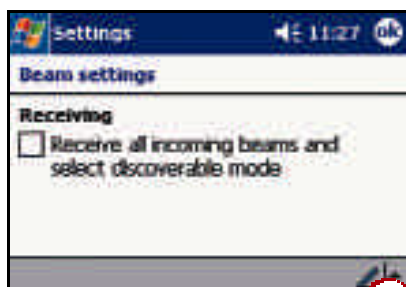 Settings 11:27 ok
Beam settings
Receiving
Receive all incoming beams and
select discoverable mode